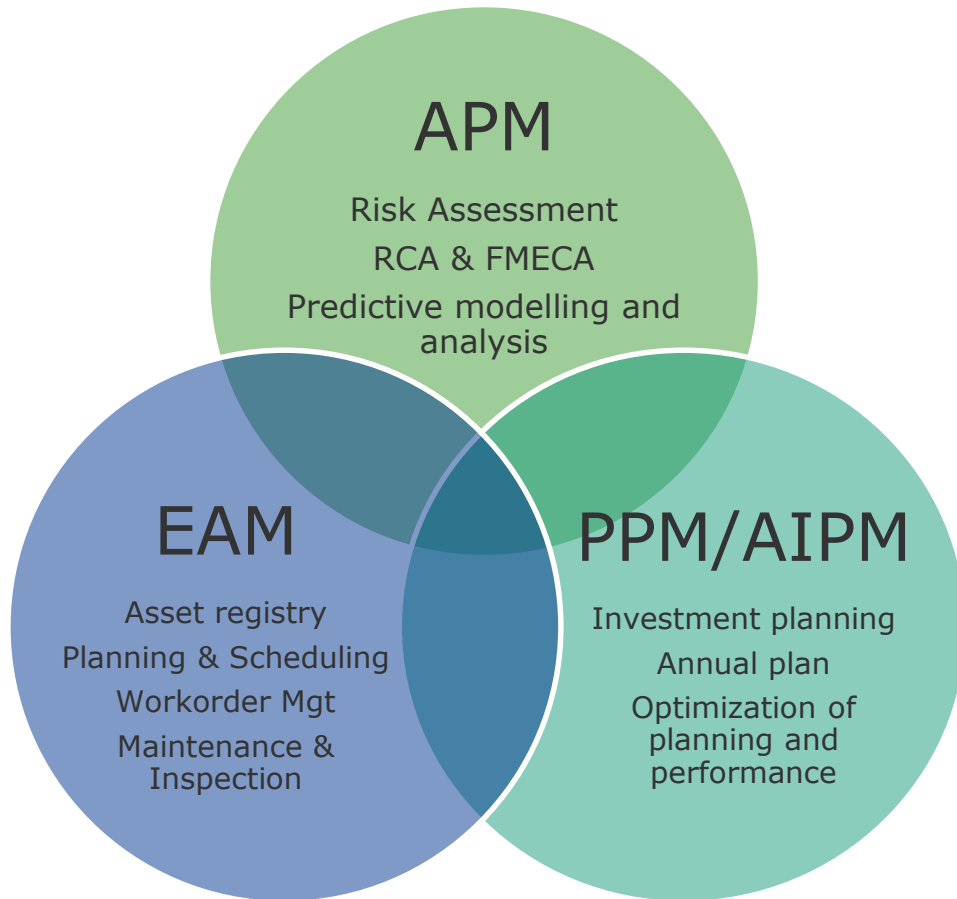 APM
Risk Assessment
RCA & FMECA
Predictive modelling and
analysis
EAM
Asset registry
Planning & Scheduling
Workorder Mgt
Maintenance &
Inspection
PPM/AIPM
Investment planning
Annual plan
Optimization of
planning and
performance